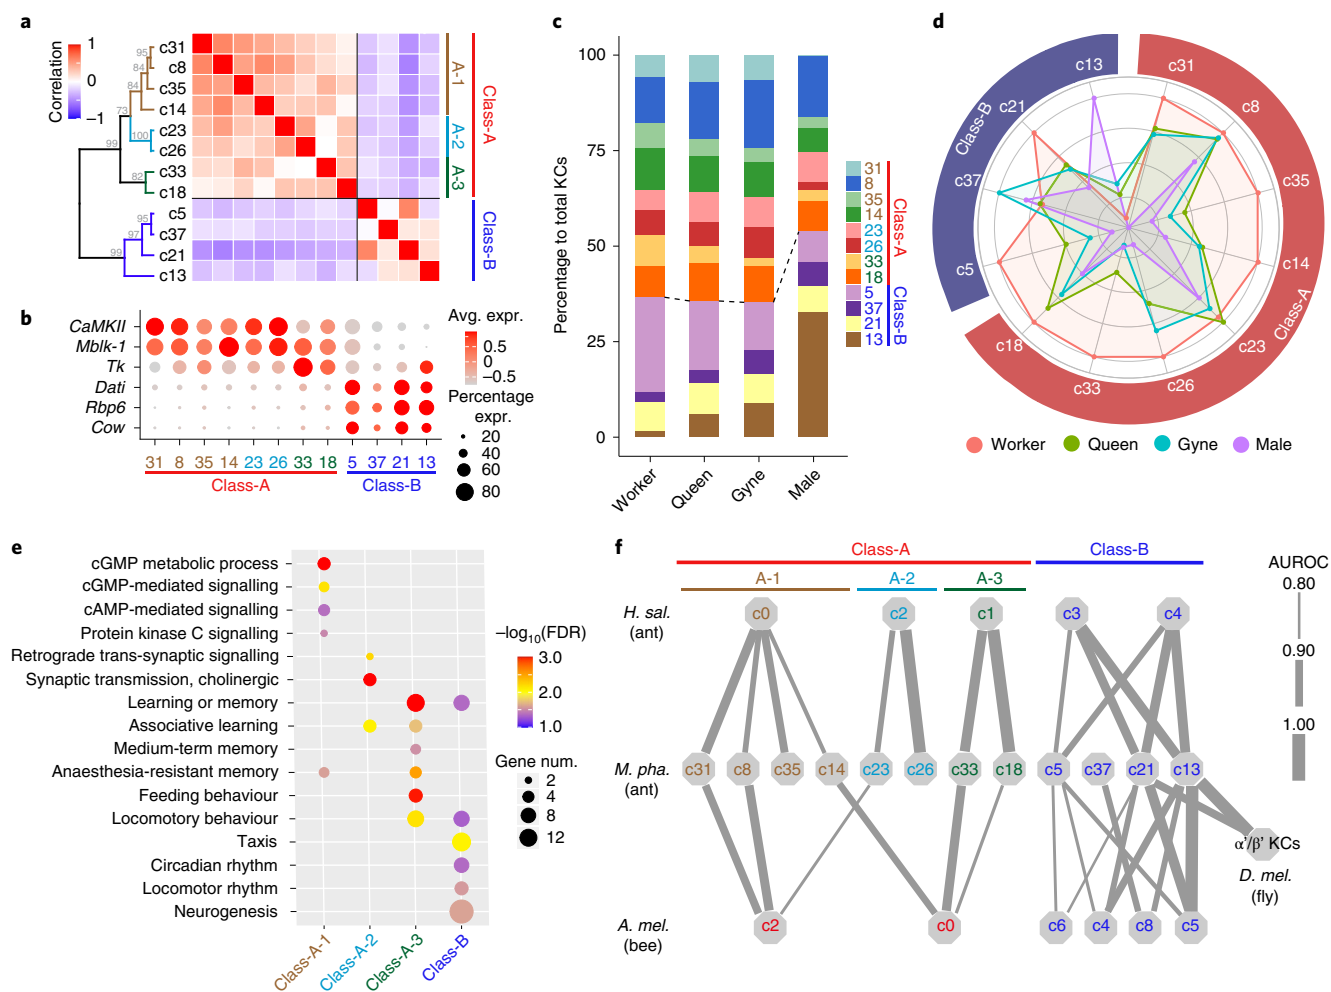 a
Correlation
1
0
−1
c31
c8
c35
c14
c23
c26
c33
c18
c5
c37
c21
c13
95
84
84
73
100
99
82
95
97
99
A-1
A-2
A-3
Class-A
Class-B
b
CaMKII
Mblk-1
Tk
Dati
Rbp6
Cow
31 8 35 14 23 26 33 18 5 37 21 13
Class-A Class-B
Avg. expr.
0.5
0
−0.5
Percentage
expr.
20
40
60
80
c
Percentage to total KCs
100
75
50
25
0
Worker
Queen
Gyne
Male
31
8
35
14
23
26
33
18
5
37
21
13
Class-A
Class-B
d
c13
c31
c21
c8
c37
c35
c5
c14
c18
c23
c33
c26
Class-B
Class-A
Worker Queen Gyne Male
e
cGMP metabolic process
cGMP-mediated signalling
cAMP-mediated signalling
Protein kinase C signalling
Retrograde trans-synaptic signalling
Synaptic transmission, cholinergic
Learning or memory
Associative learning
Medium-term memory
Anaesthesia-resistant memory
Feeding behaviour
Locomotory behaviour
Taxis
Circadian rhythm
Locomotor rhythm
Neurogenesis
Class-A-1
Class-A-2
Class-A-3
Class-B
−log10(FDR)
3.0
2.0
1.0
Gene num.
2
4
8
12
f
Class-A Class-B
A-1 A-2 A-3
H. sal.
(ant)
c0 c2 c1 c3 c4
M. pha.
(ant)
c31 c8 c35 c14 c23 c26 c33 c18 c5 c37 c21 c13
α′/β′ KCs
D. mel.
(fly)
A. mel.
(bee)
c2 c0 c6 c4 c8 c5
AUROC
0.80
0.90
1.00